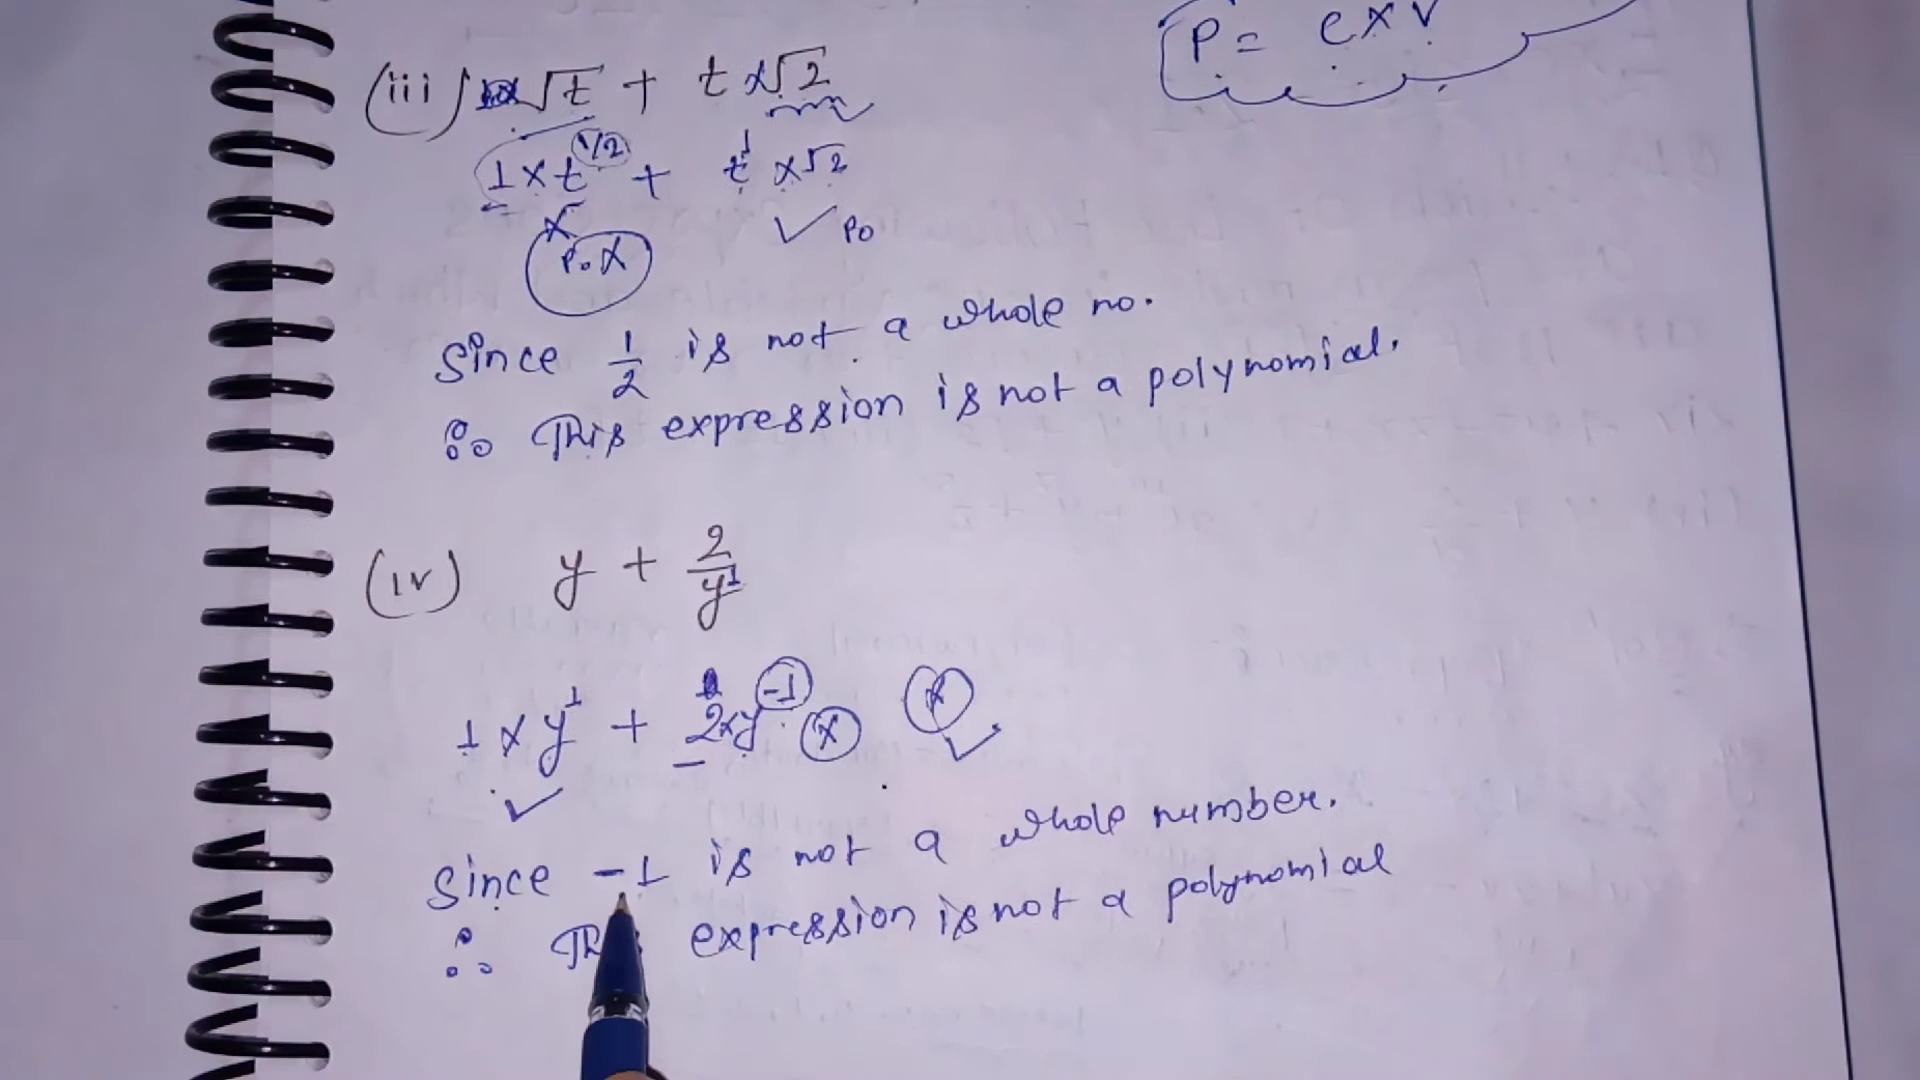 P = c x v
(iii) √t + t x √2
1 x t^1/2 + t^1 x √2
x ✓ Po
Po x
Since 1/2 is not a whole no.
∴ This expression is not a polynomial.
(iv) y + 2/y^1
1 x y^1 + 2 x y^-1 (x) (x)
✓ ✓
Since -1 is not a whole number.
∴ expression is not a polynomial